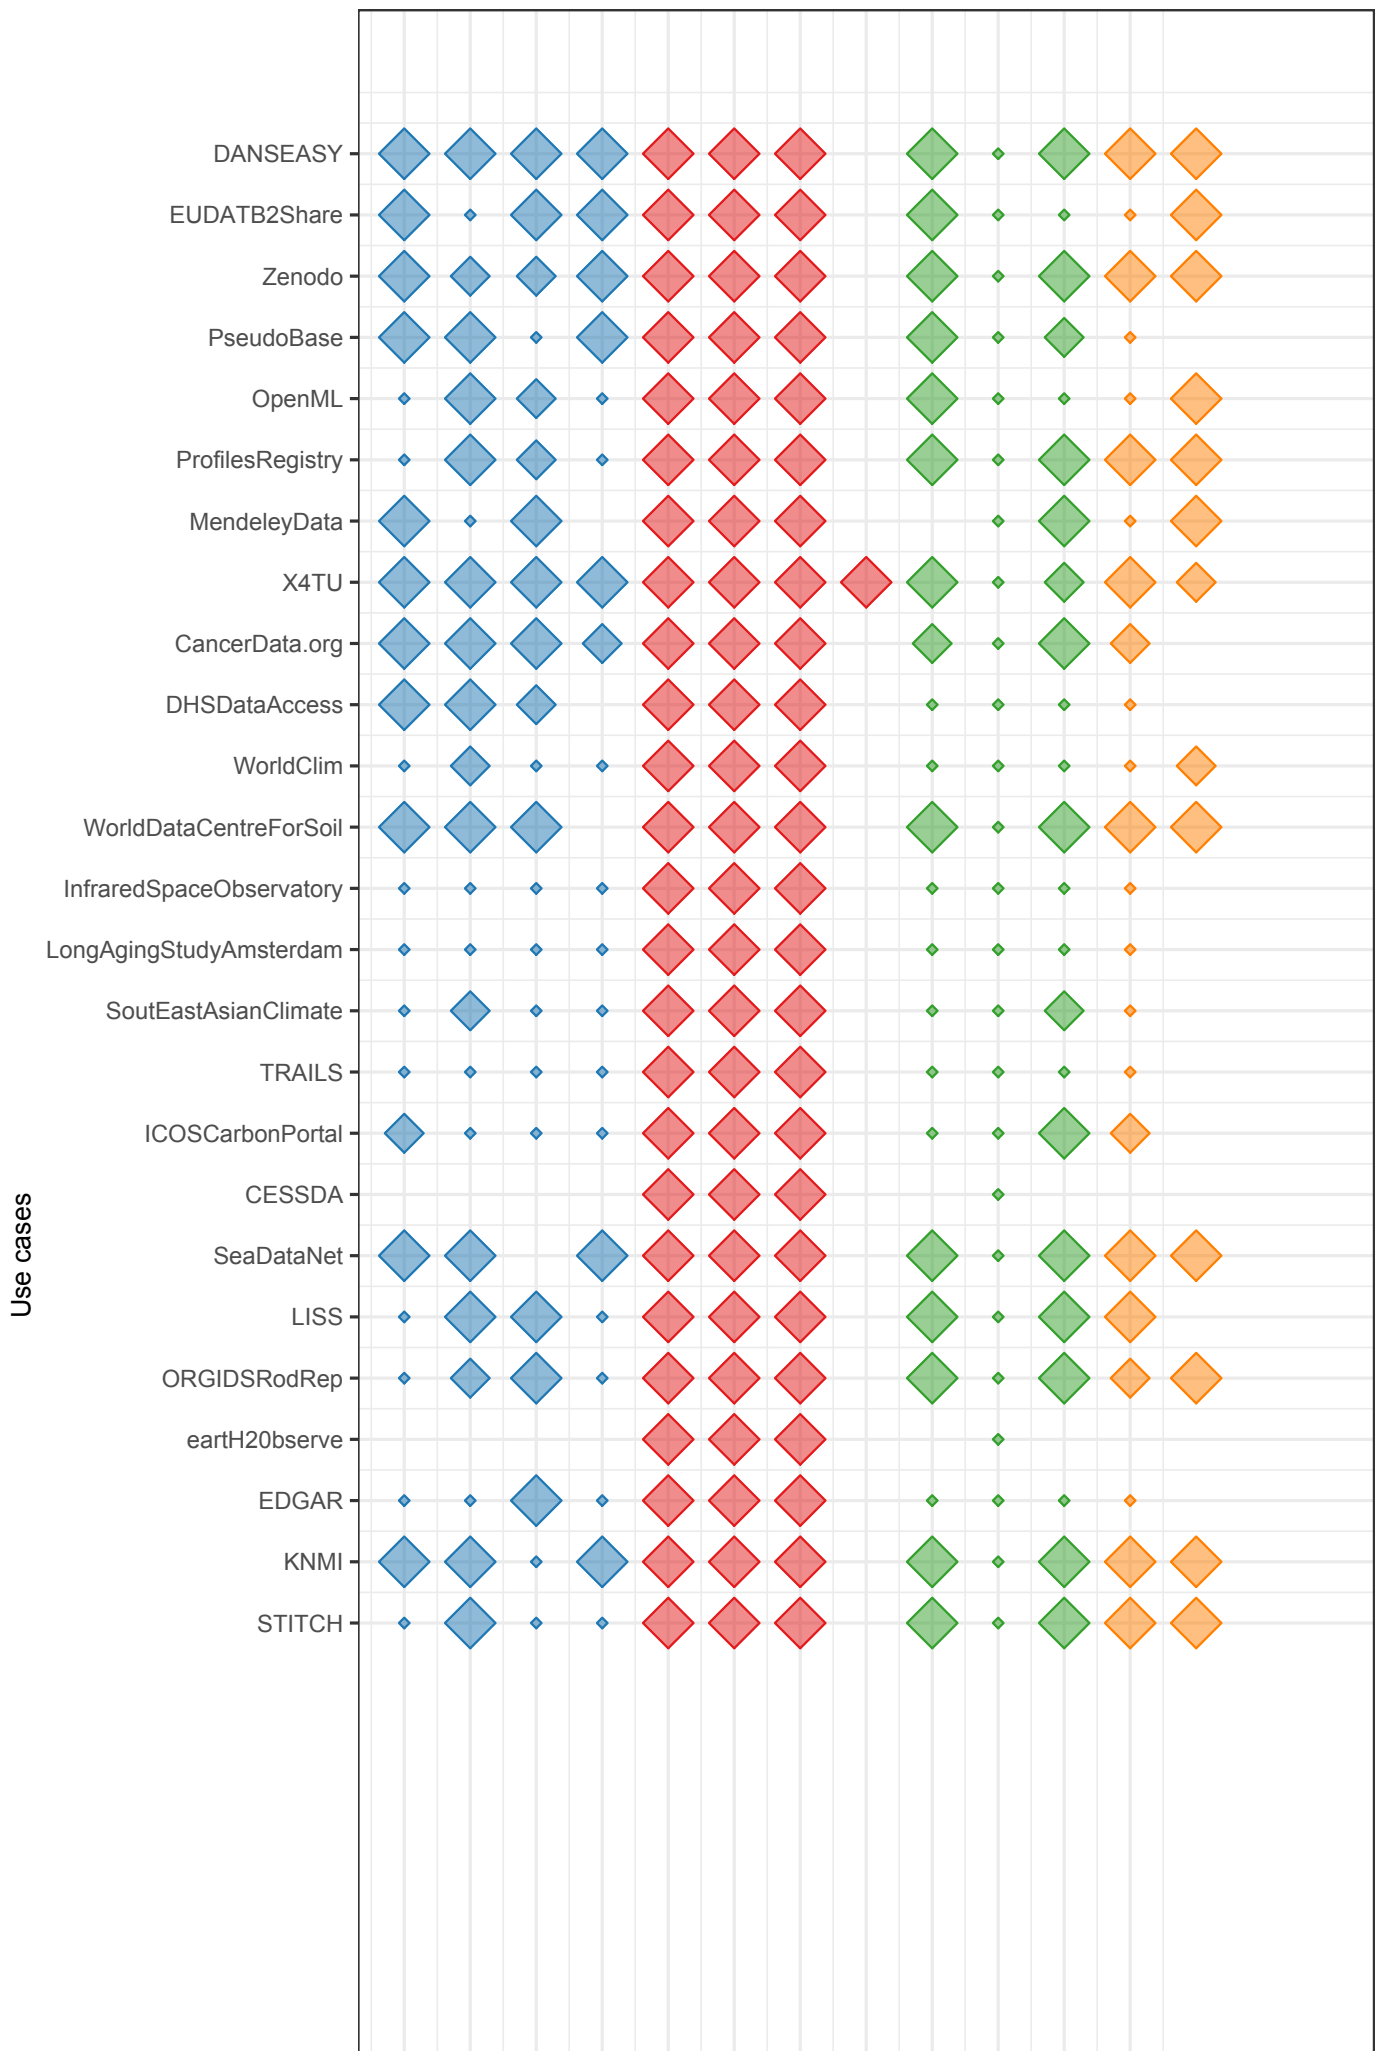 DANSEASY
EUDATB2Share
Zenodo
PseudoBase
OpenML
ProfilesRegistry
MendeleyData
X4TU
CancerData.org
DHSDataAccess
WorldClim
WorldDataCentreForSoil
InfraredSpaceObservatory
LongAgingStudyAmsterdam
SoutEastAsianClimate
TRAILS
ICOSCarbonPortal
CESSDA
SeaDataNet
LISS
ORGIDSRodRep
eartH20bserve
EDGAR
KNMI
STITCH
Use cases